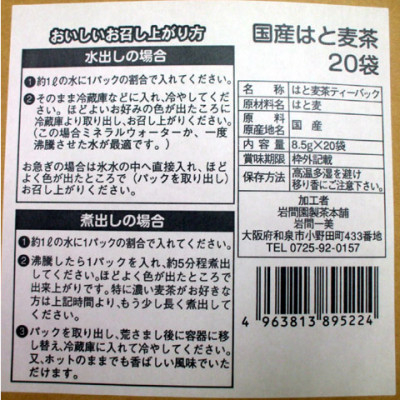 おいしいお召し上がり方
水出しの場合
❶約1ℓの水に1パックの割合で入れてください。
❷そのまま冷蔵庫などに入れ、冷やしてくだ
さい。ほどよいお好みの色が出たところに
冷蔵庫より取り出し、お召し上がりください。
(この場合ミネラルウォーターか、一度
沸騰させた水が最適です。)
お急ぎの場合は氷水の中へ直接入れ、ほど
よく色が出たところで(パックを取り出し)
お召し上がりください。
煮出しの場合
❶約1ℓの水に1パックの割合で入れてください。
❷沸騰したら1パックを入れ、約5分程煮出し
てください。ほどよく色が出たところで
出来上がりです。特に濃い麦茶がお好きな
方は上記時間より、もう少し長く煮出して
ください。
❸パックを取り出し、荒さまし後に容器に移
し替え、冷蔵庫に入れて冷やしてください。
又、ホットのままでも香ばしい風味でいた
だけます。
国産はと麦茶
20袋
名称 はと麦茶ティーパック
原材料名 はと麦
原料原産地名 国産
内容量 8.5g×20袋
賞味期限 枠外記載
保存方法 高温多湿を避け
移り香にご注意下さい。
加工者
岩間園製茶本舗
岩間一美
大阪府和泉市小野田町433番地
TEL 0725-92-0157
4 963813 895224